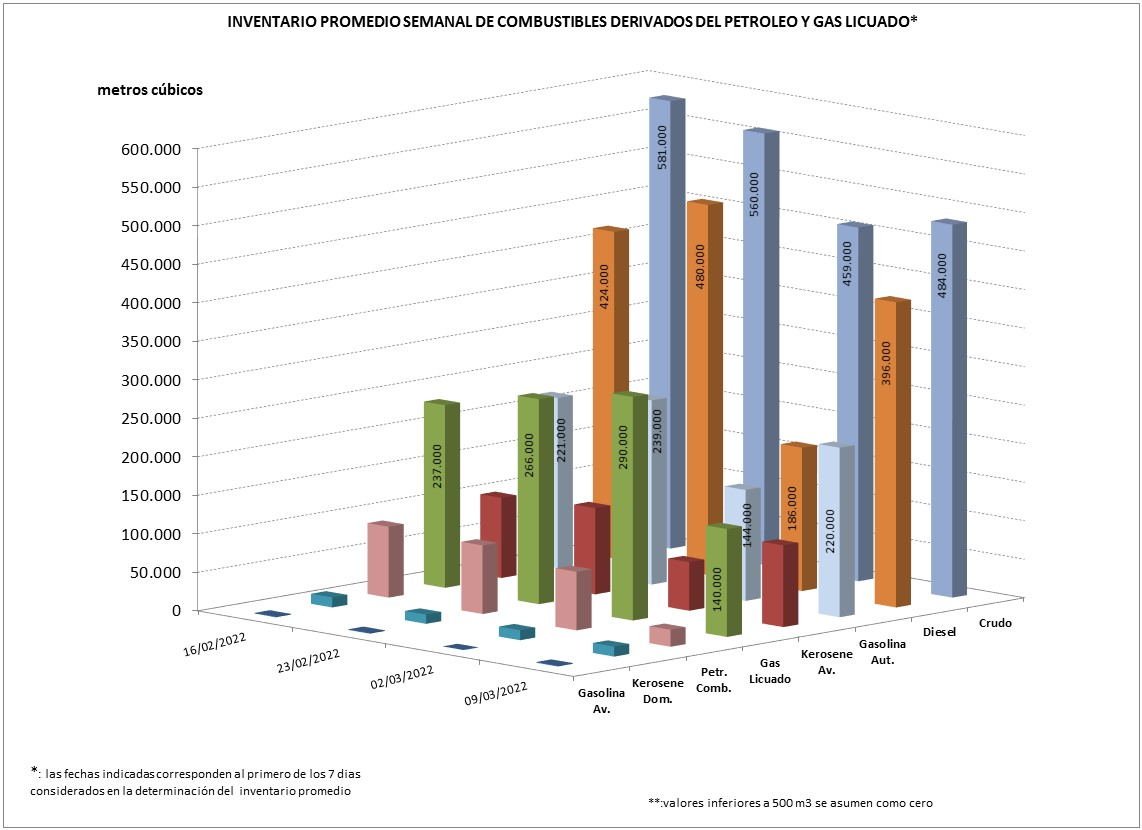 INVENTARIO PROMEDIO SEMANAL DE COMBUSTIBLES DERIVADOS DEL PETROLEO Y GAS LICUADO*
metros cúbicos
600.000
550.000
500.000
450.000
400.000
350.000
300.000
250.000
200.000
150.000
100.000
50.000
0
581.000
560.000
459.000
484.000
424.000
480.000
186.000
396.000
221.000
239.000
144.000
220.000
237.000
266.000
290.000
140.000
16/02/2022
23/02/2022
02/03/2022
09/03/2022
Gasolina
Av.
Kerosene
Dom.
Petr.
Comb.
Gas
Licuado
Kerosene
Av.
Gasolina
Aut.
Diesel
Crudo
*: las fechas indicadas corresponden al primero de los 7 dias
considerados en la determinación del inventario promedio
**:valores inferiores a 500 m3 se asumen como cero